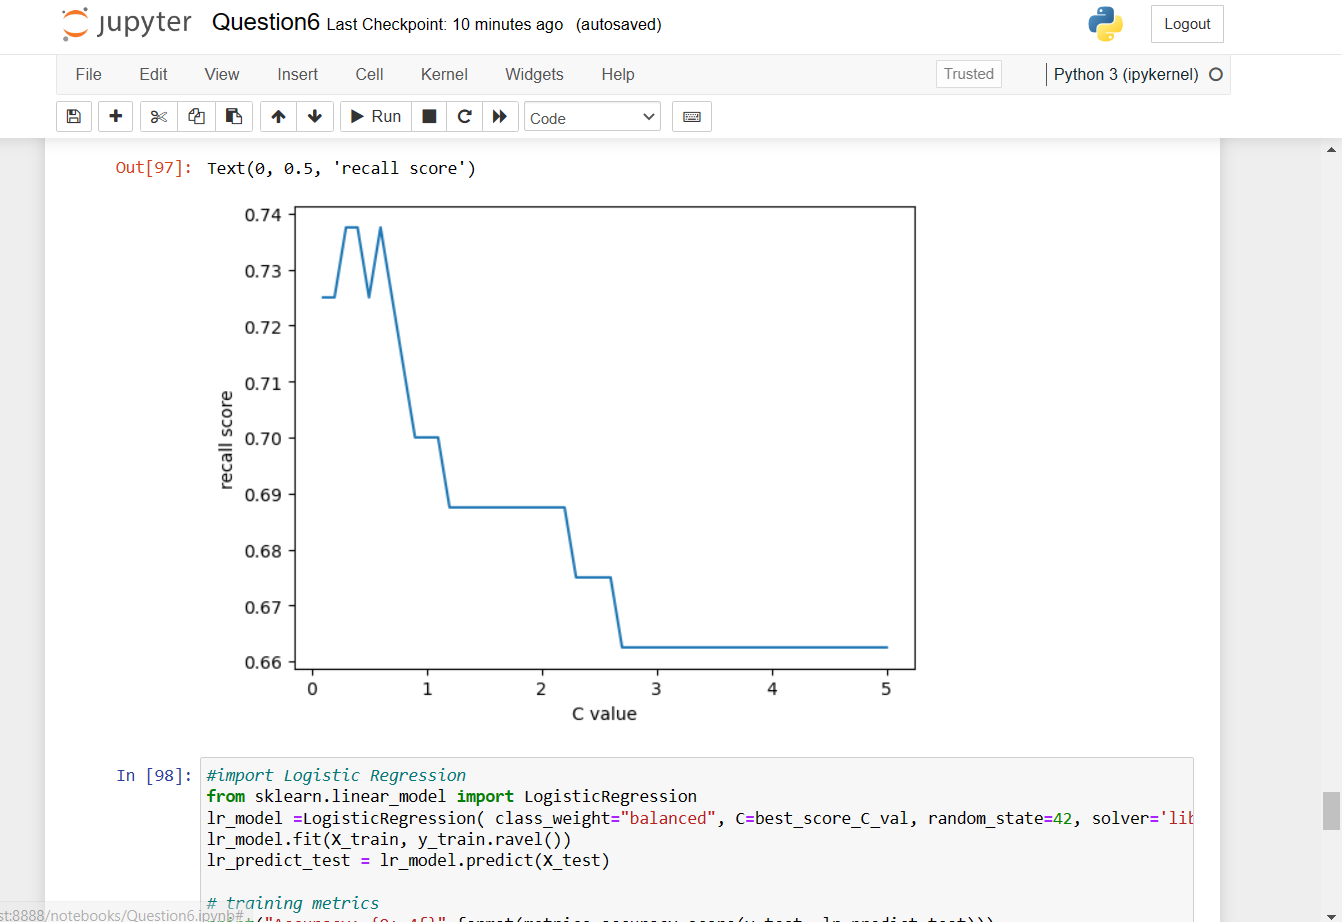 jupyter Question6 Last Checkpoint: 10 minutes ago (autosaved)
Logout
File Edit View Insert Cell Kernel Widgets Help
Trusted
Python 3 (ipykernel)
Run
Code
Out[97]: Text(0, 0.5, 'recall score')
0.74
0.73
0.72
0.71
0.70
0.69
0.68
0.67
0.66
recall score
0 1 2 3 4 5
C value
In [98]: #import Logistic Regression
from sklearn.linear_model import LogisticRegression
lr_model =LogisticRegression( class_weight="balanced", C=best_score_C_val, random_state=42, solver='lib
lr_model.fit(X_train, y_train.ravel())
lr_predict_test = lr_model.predict(X_test)
# training metrics
st:8888/notebooks/Question6.ipynb#